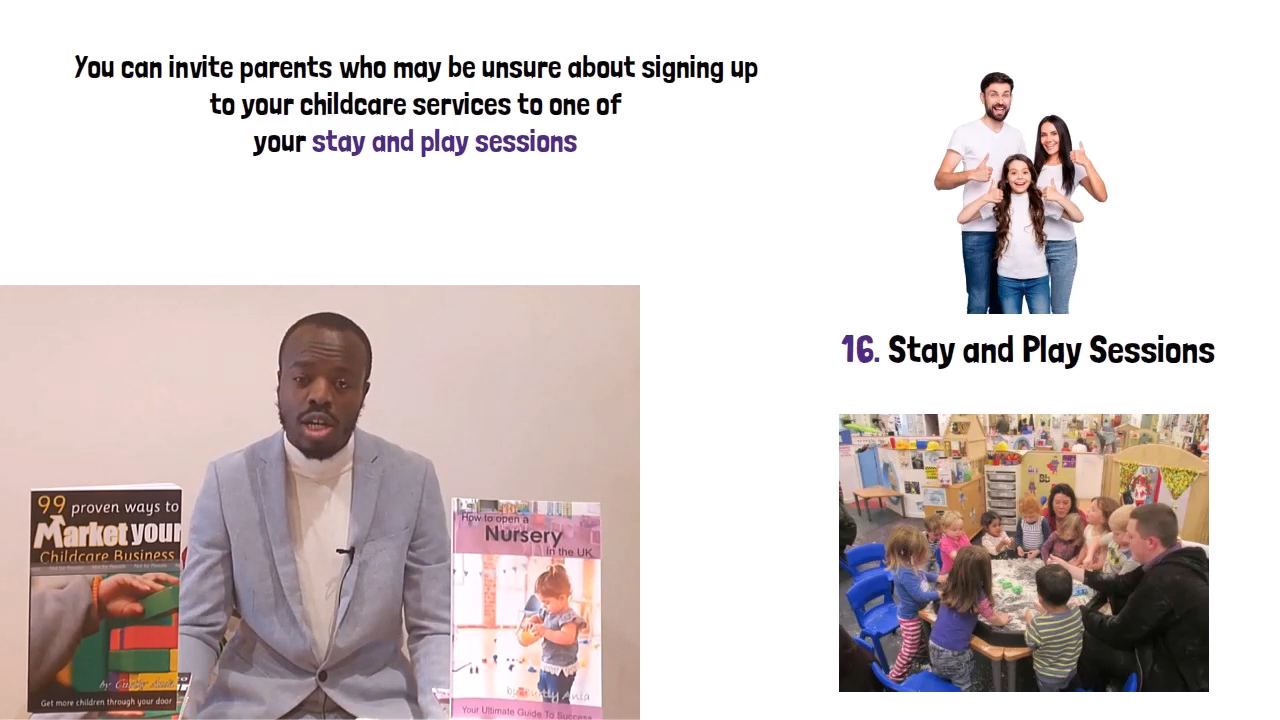 You can invite parents who may be unsure about signing up
to your childcare services to one of
your stay and play sessions
16. Stay and Play Sessions
99 proven ways to
Market your
Childcare Business
Get more children through your door
How to open a
Nursery
in the UK
Your Ultimate Guide To Success